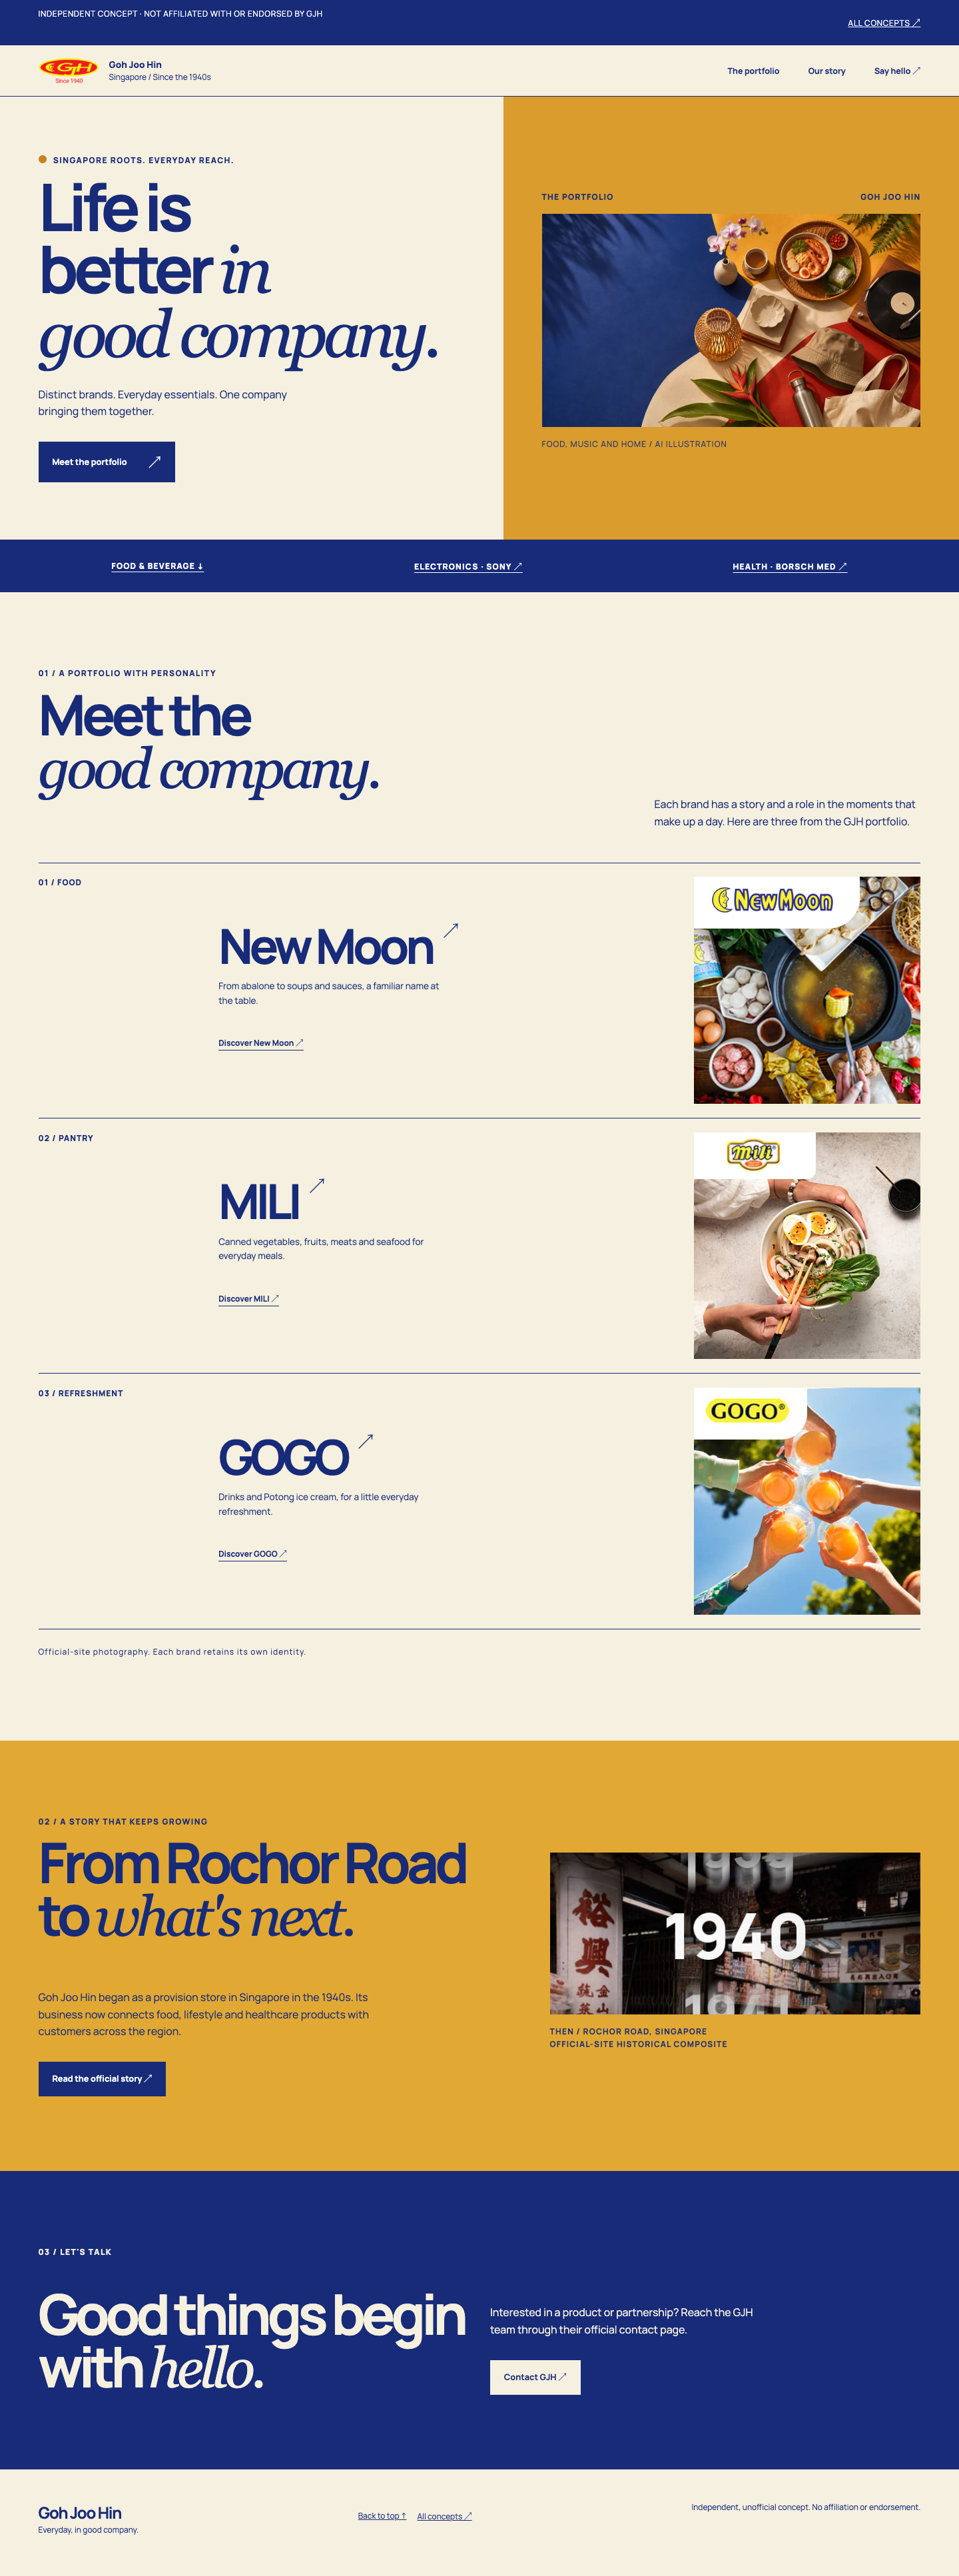 INDEPENDENT CONCEPT · NOT AFFILIATED WITH OR ENDORSED BY GJH
ALL CONCEPTS ↗
GJH
Since 1940
Goh Joo Hin
Singapore / Since the 1940s
The portfolio
Our story
Say hello ↗
SINGAPORE ROOTS. EVERYDAY REACH.
Life is
better in
good company.
Distinct brands. Everyday essentials. One company
bringing them together.
Meet the portfolio ↗
THE PORTFOLIO
GOH JOO HIN
FOOD, MUSIC AND HOME / AI ILLUSTRATION
FOOD & BEVERAGE ↓
ELECTRONICS · SONY ↗
HEALTH · BORSCH MED ↗
01 / A PORTFOLIO WITH PERSONALITY
Meet the
good company.
Each brand has a story and a role in the moments that
make up a day. Here are three from the GJH portfolio.
01 / FOOD
New Moon ↗
From abalone to soups and sauces, a familiar name at
the table.
Discover New Moon ↗
New Moon
02 / PANTRY
MILI ↗
Canned vegetables, fruits, meats and seafood for
everyday meals.
Discover MILI ↗
mili
03 / REFRESHMENT
GOGO ↗
Drinks and Potong ice cream, for a little everyday
refreshment.
Discover GOGO ↗
GOGO®
Official-site photography. Each brand retains its own identity.
02 / A STORY THAT KEEPS GROWING
From Rochor Road
to what's next.
Goh Joo Hin began as a provision store in Singapore in the 1940s. Its
business now connects food, lifestyle and healthcare products with
customers across the region.
Read the official story ↗
裕興
金山
1940
THEN / ROCHOR ROAD, SINGAPORE
OFFICIAL-SITE HISTORICAL COMPOSITE
03 / LET'S TALK
Good things begin
with hello.
Interested in a product or partnership? Reach the GJH
team through their official contact page.
Contact GJH ↗
Goh Joo Hin
Everyday, in good company.
Back to top ↑
All concepts ↗
Independent, unofficial concept. No affiliation or endorsement.